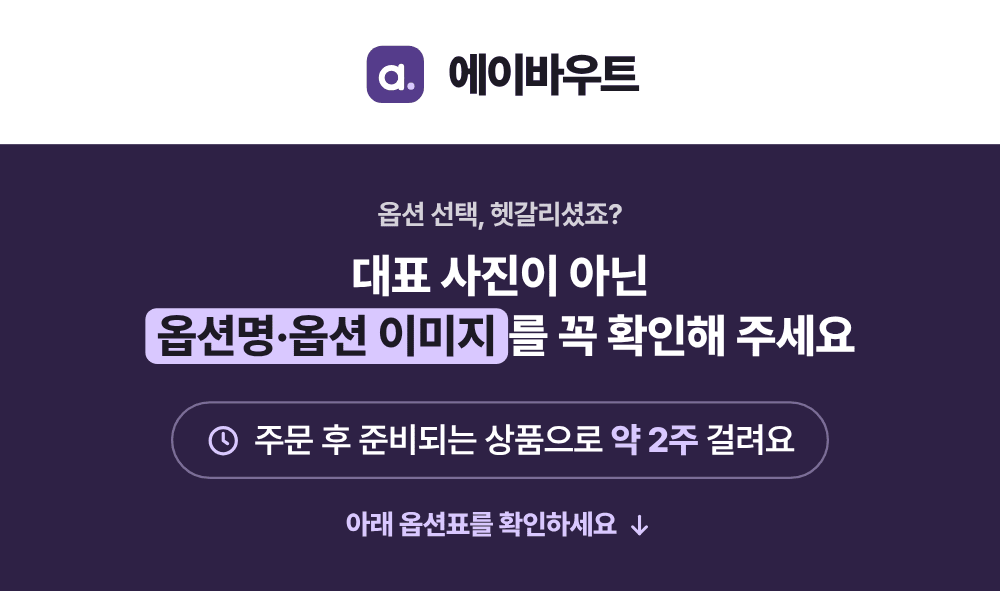 a. 에이바우트
옵션 선택, 헷갈리셨죠?
대표 사진이 아닌
옵션명·옵션 이미지를 꼭 확인해 주세요
주문 후 준비되는 상품으로 약 2주 걸려요
아래 옵션표를 확인하세요 ↓